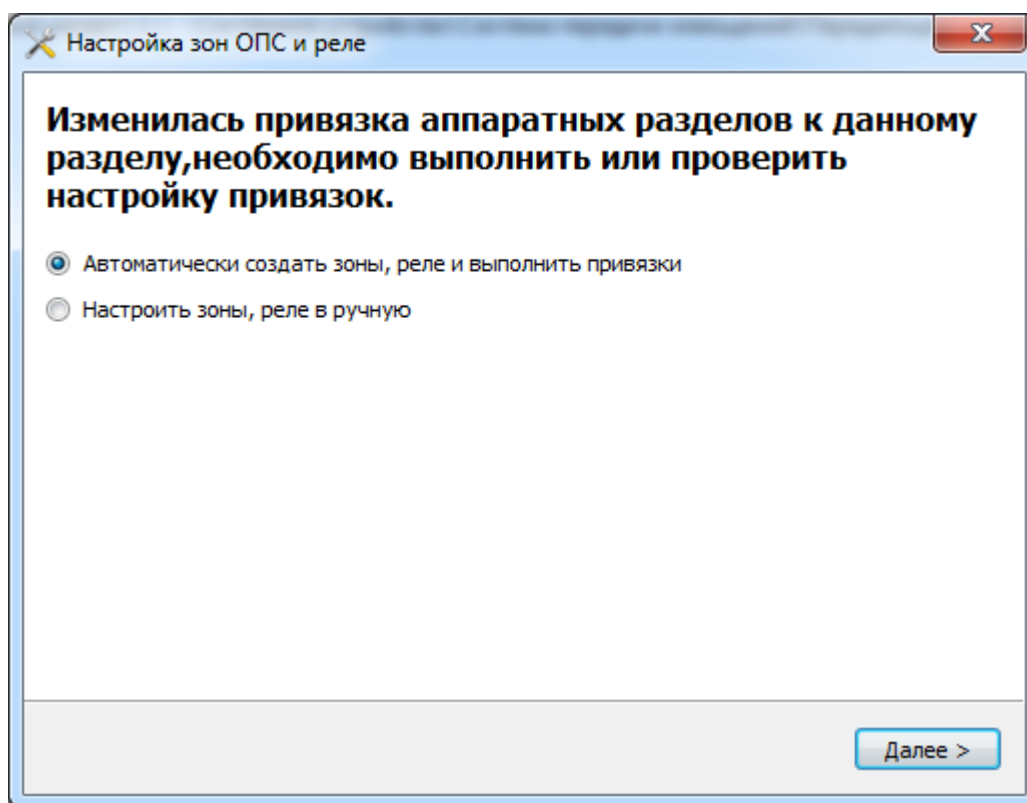 Настройка зон ОПС и реле
Изменилась привязка аппаратных разделов к данному
разделу,необходимо выполнить или проверить
настройку привязок.
Автоматически создать зоны, реле и выполнить привязки
Настроить зоны, реле в ручную
Далее >